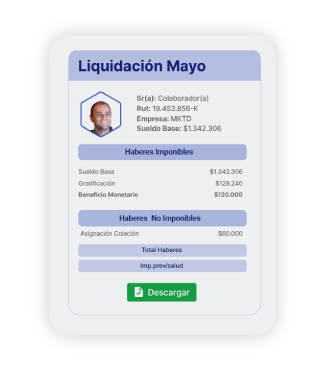 Liquidación Mayo
Sr(a): Colaborador(a)
Rut: 19.453.856-K
Empresa: MKTD
Sueldo Base: $1.342.306
Haberes Imponibles
Sueldo Base $1.342.306
Gratificación $129.240
Beneficio Monetario $120.000
Haberes No Imponibles
Asignación Colación $60.000
Total Haberes
Imp.prev/salud
Descargar